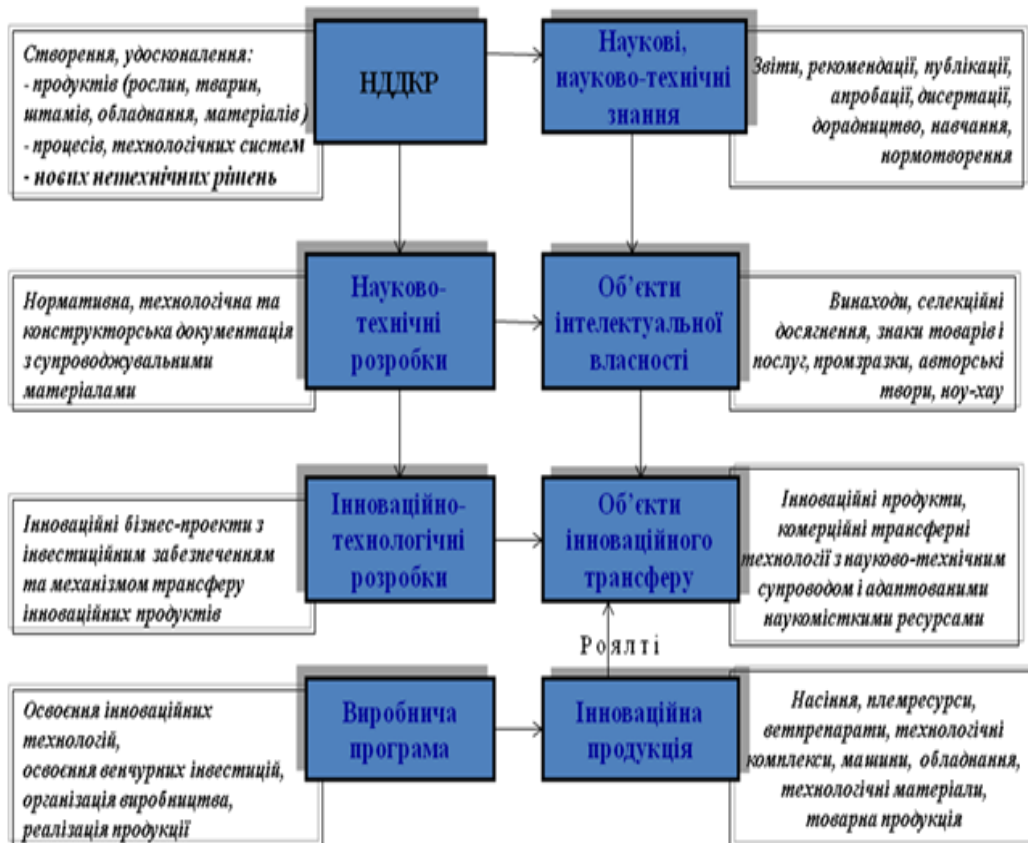 Створення, удосконалення:
- продуктів (рослин, тварин,
штамів, обладнання, матеріалів)
- процесів, технологічних систем
- нових нетехнічних рішень
НДДКР
Наукові,
науково-технічні
знання
Звіти, рекомендації, публікації,
апробації, дисертації,
дорадництво, навчання,
нормотворення
Нормативна, технологічна та
конструкторська документація
з супроводжувальними
матеріалами
Науково-
технічні
розробки
Об’єкти
інтелектуальної
власності
Винаходи, селекційні
досягнення, знаки товарів і
послуг, промзразки, авторські
твори, ноу-хау
Інноваційні бізнес-проекти з
інвестиційним забезпеченням
та механізмом трансферу
інноваційних продуктів
Інноваційно-
технологічні
розробки
Об’єкти
інноваційного
трансферу
Інноваційні продукти,
комерційні трансферні
технології з науково-технічним
супроводом і адаптованими
наукомісткими ресурсами
Роялті
Освоєння інноваційних
технологій,
освоєння венчурних інвестицій,
організація виробництва,
реалізація продукції
Виробнича
програма
Інноваційна
продукція
Насіння, племресурси,
ветпрепарати, технологічні
комплекси, машини, обладнання,
технологічні матеріали,
товарна продукція